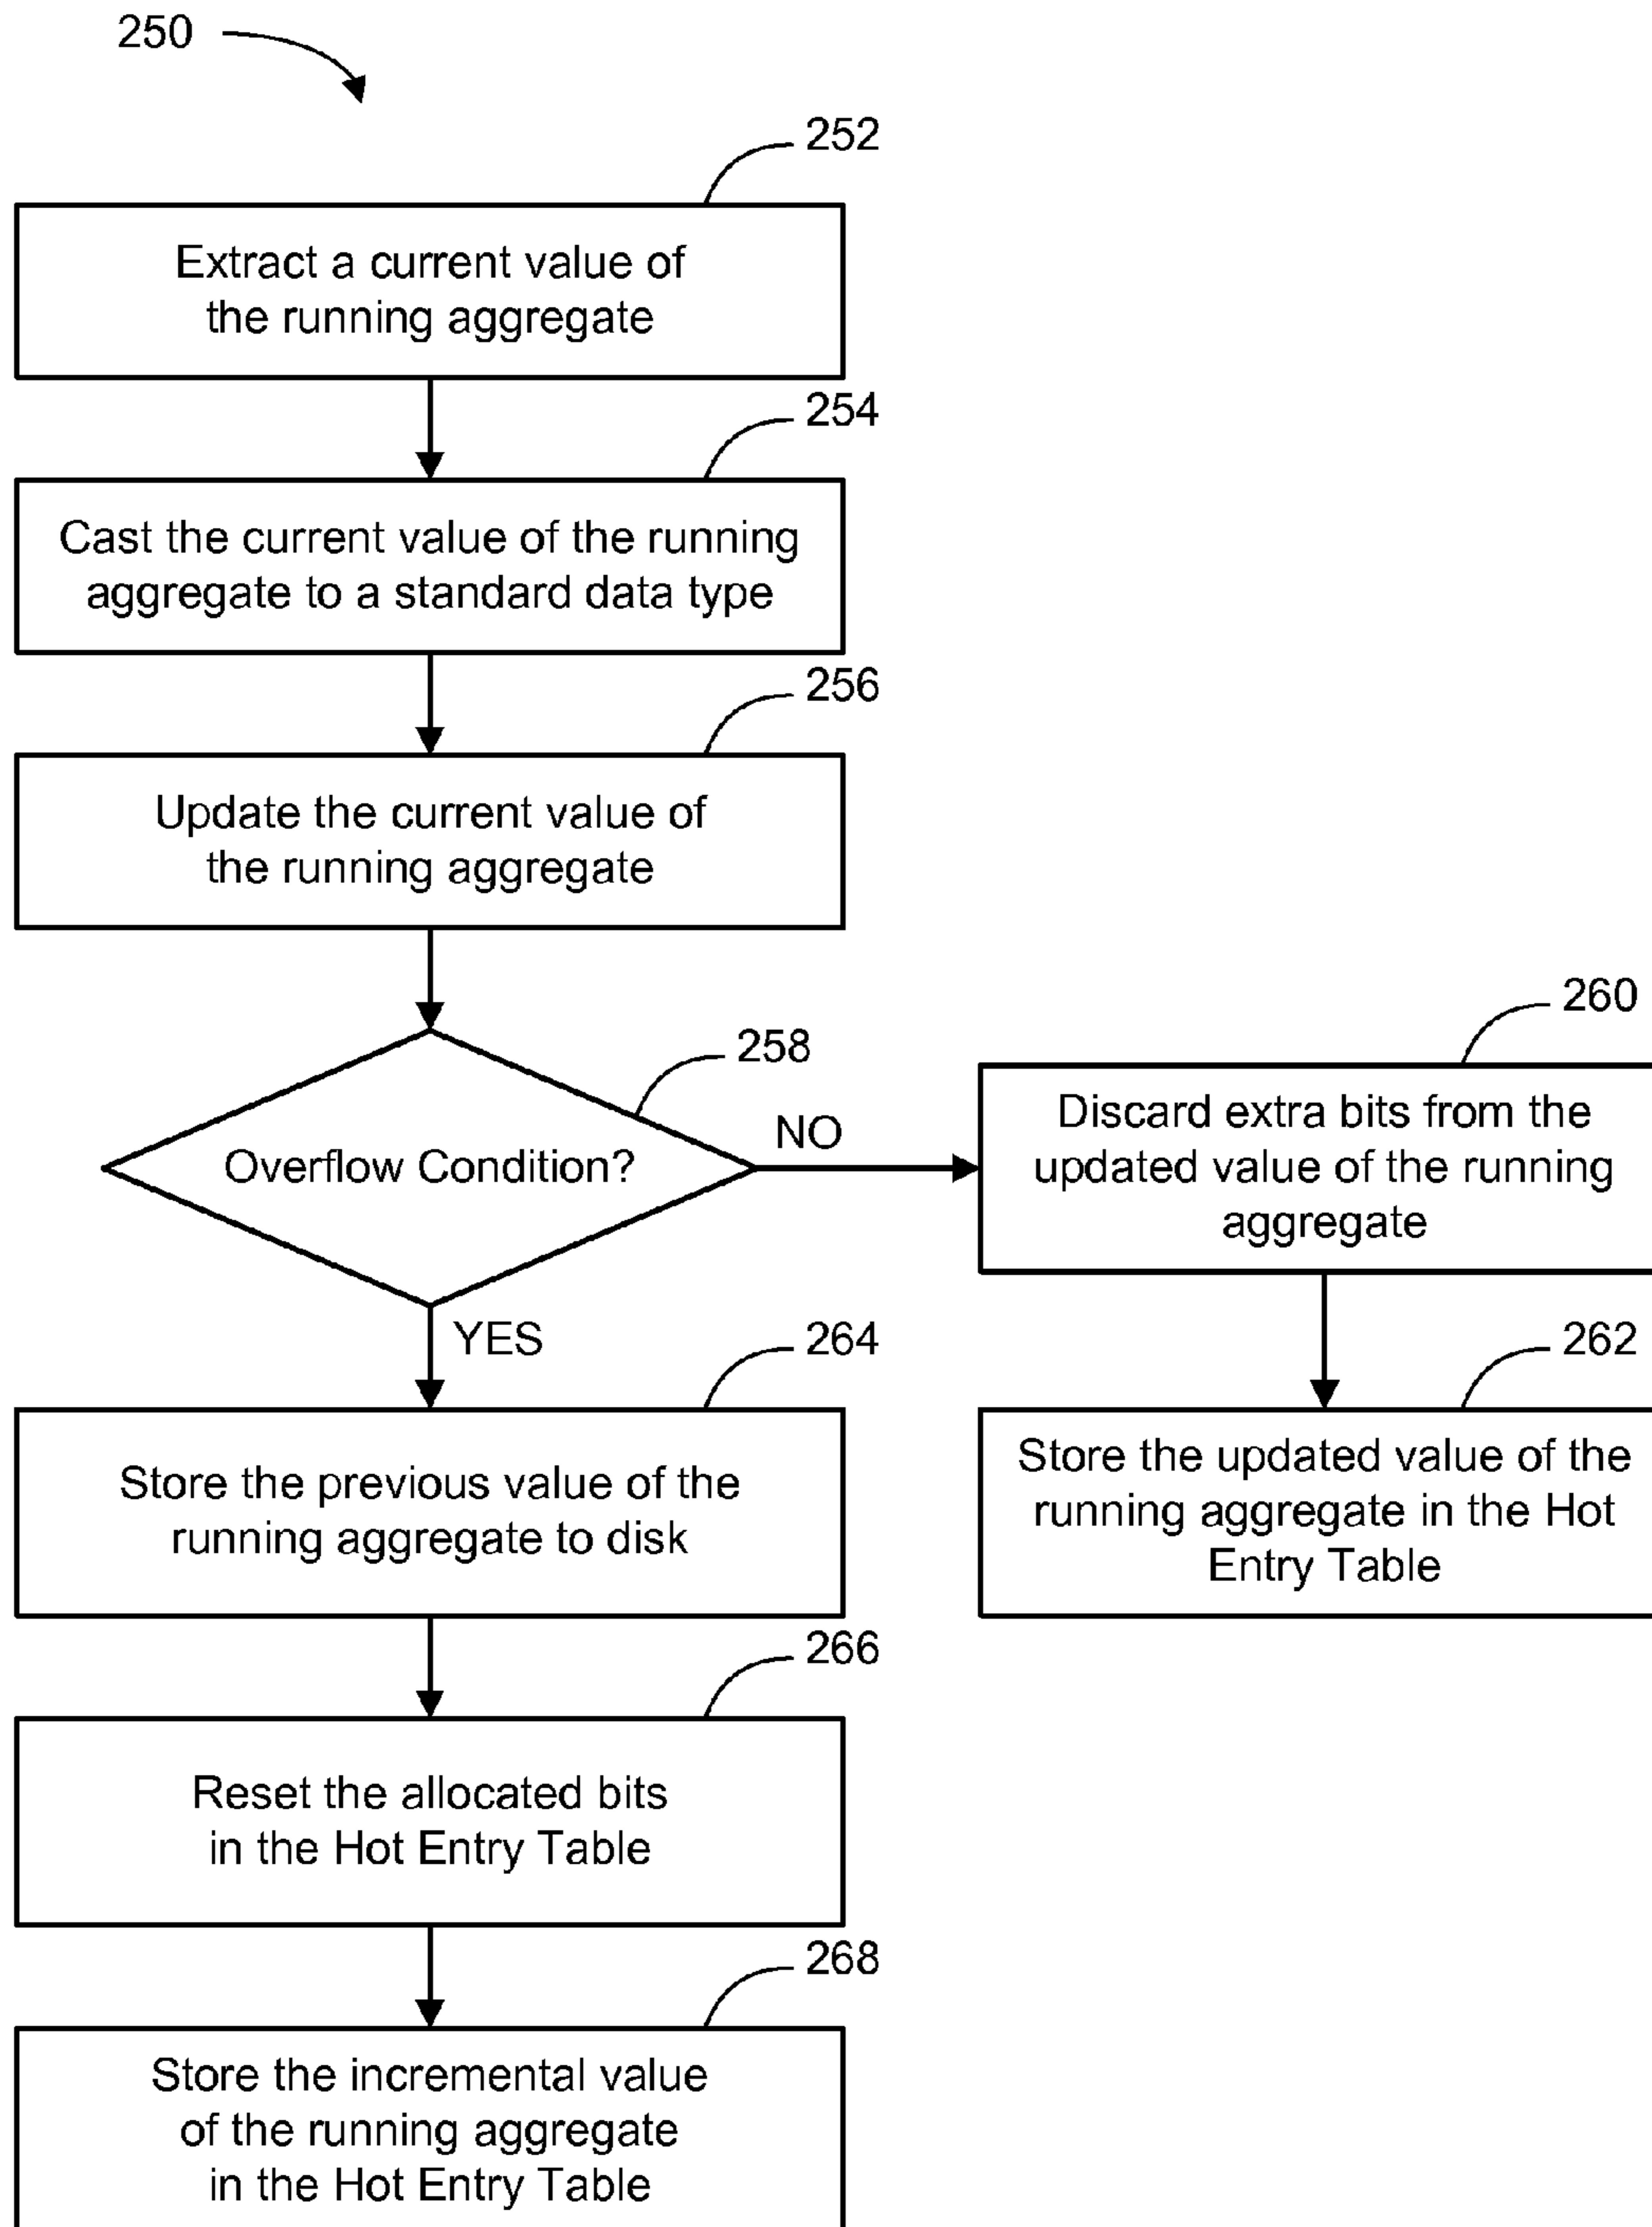 250
252
Extract a current value of
the running aggregate
254
Cast the current value of the running
aggregate to a standard data type
256
Update the current value of
the running aggregate
258
Overflow Condition?
NO
260
Discard extra bits from the
updated value of the running
aggregate
YES
262
Store the updated value of the
running aggregate in the Hot
Entry Table
264
Store the previous value of the
running aggregate to disk
266
Reset the allocated bits
in the Hot Entry Table
268
Store the incremental value
of the running aggregate
in the Hot Entry Table